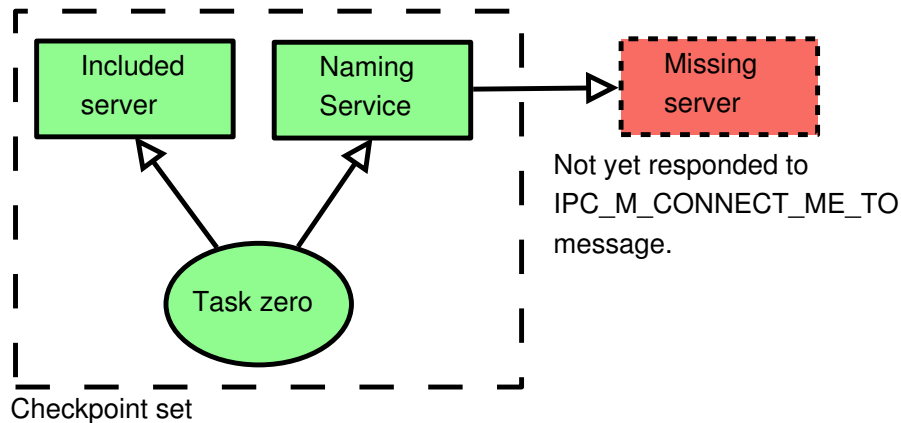 Included
server
Naming
Service
Missing
server
Not yet responded to
IPC_M_CONNECT_ME_TO
message.
Task zero
Checkpoint set